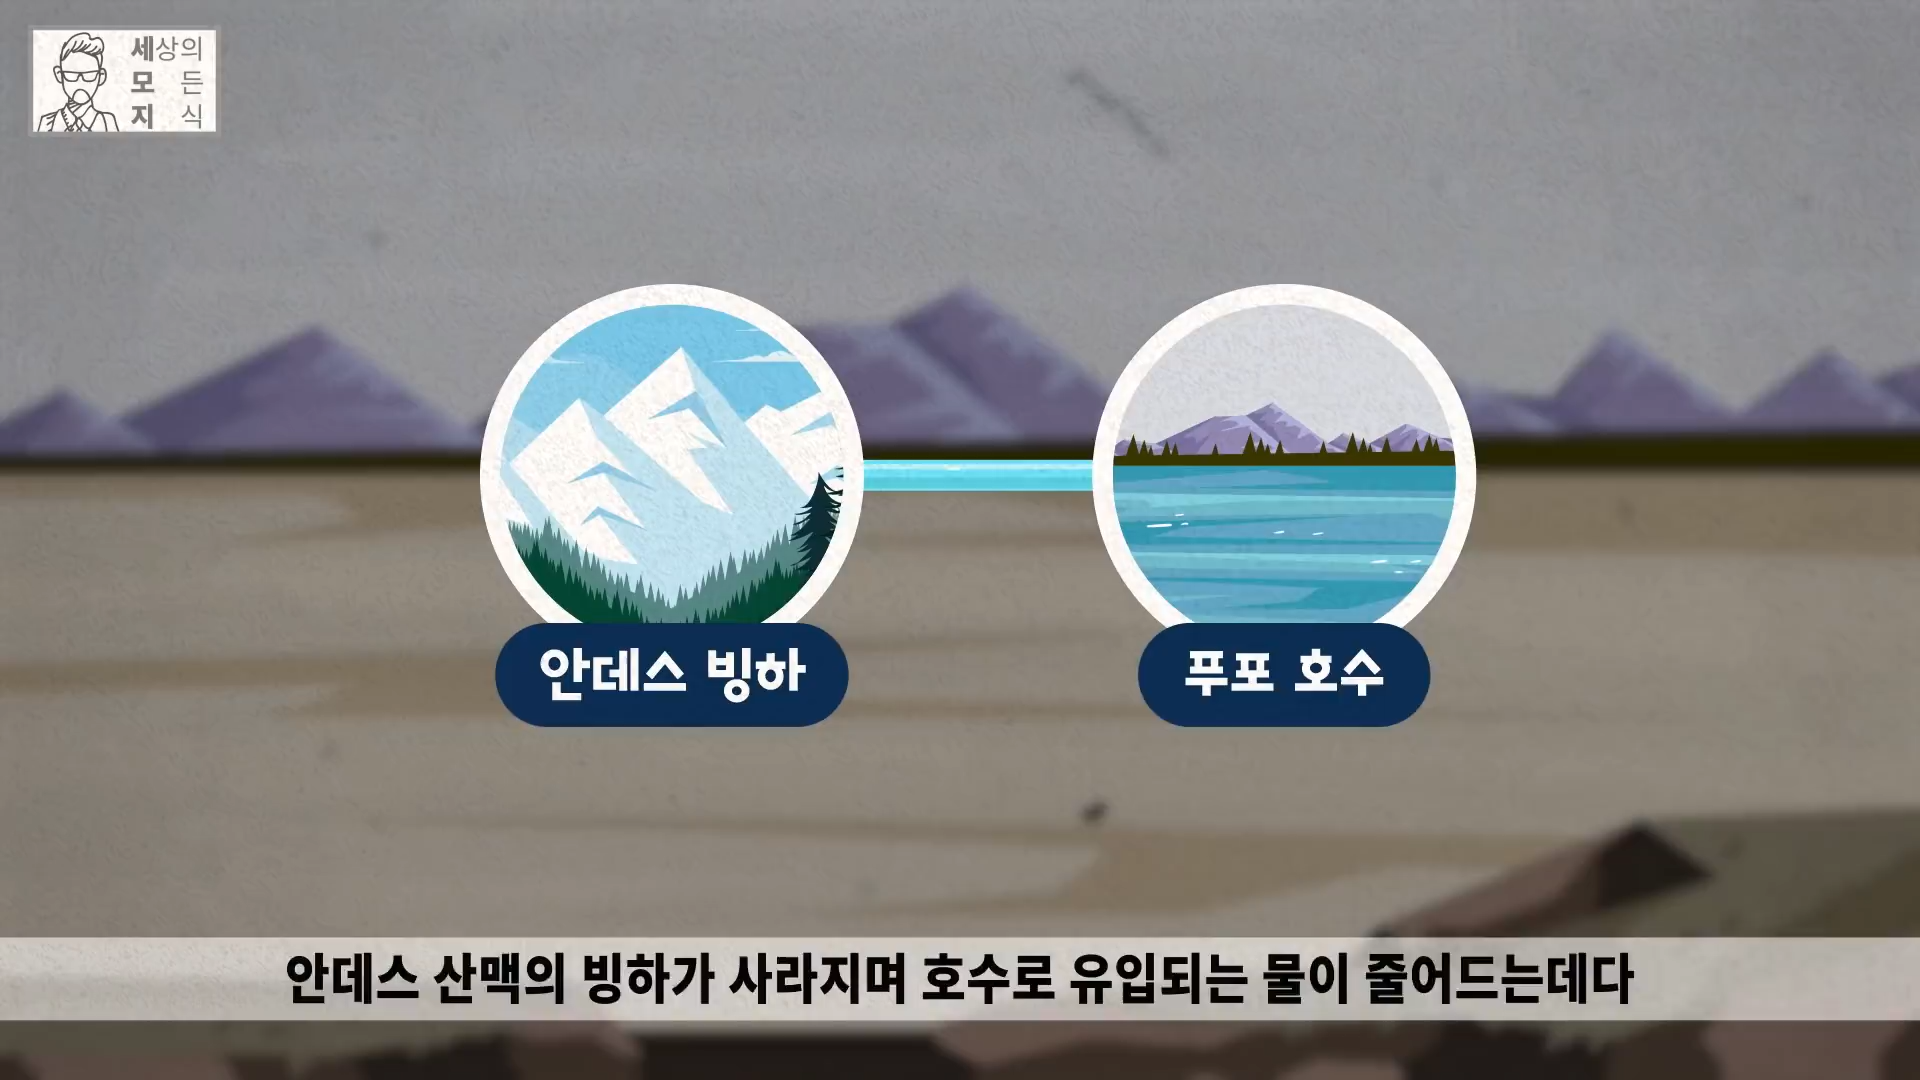 세상의
모 든
지 식
안데스 빙하
푸포 호수
안데스 산맥의 빙하가 사라지며 호수로 유입되는 물이 줄어드는데다